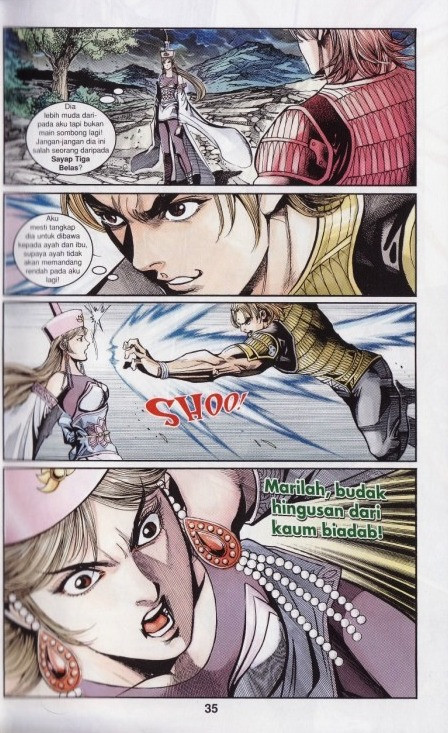 Dia
lebih muda dari-
pada aku tapi bukan
main sombong lagi!
Jangan-jangan dia ini
salah seorang daripada
Sayap Tiga
Belas?
Aku
mesti tangkap
dia untuk dibawa
kepada ayah dan ibu,
supaya ayah tidak
akan memandang
rendah pada aku
lagi!
SHOO!
Marilah, budak
hingusan dari
kaum biadab!
35